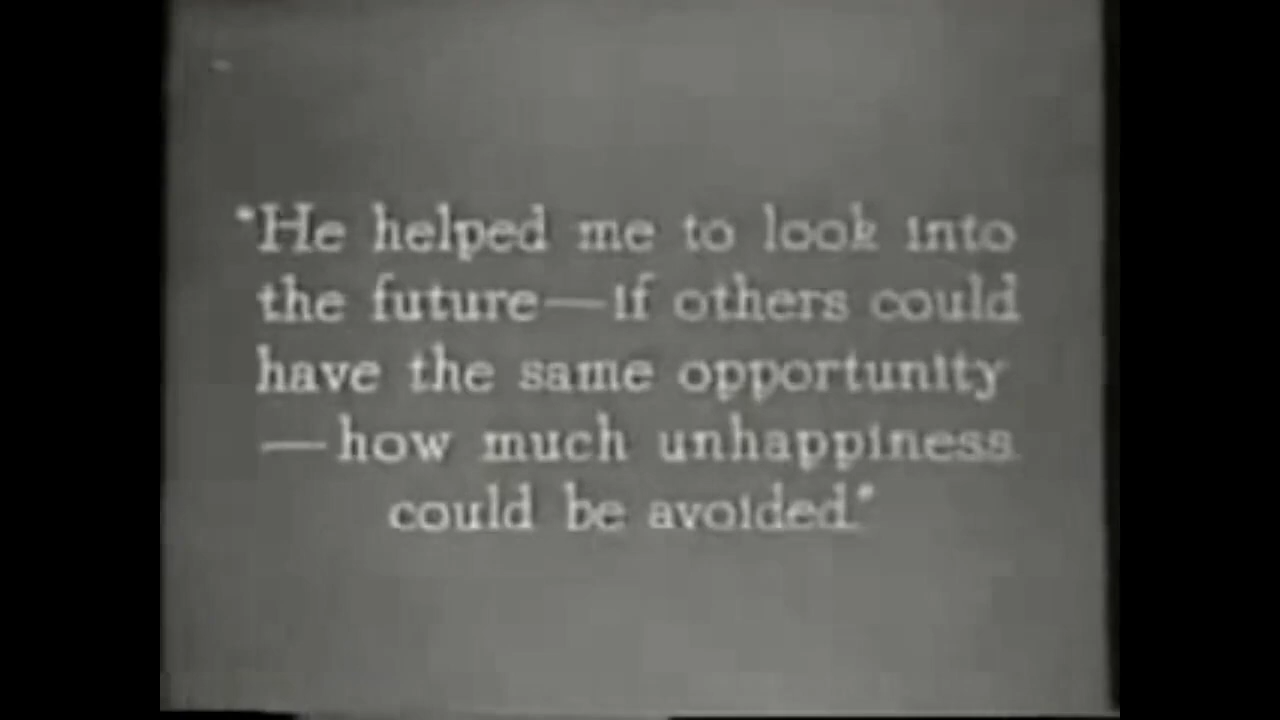 "He helped me to look into
the future—if others could
have the same opportunity
—how much unhappiness
could be avoided."